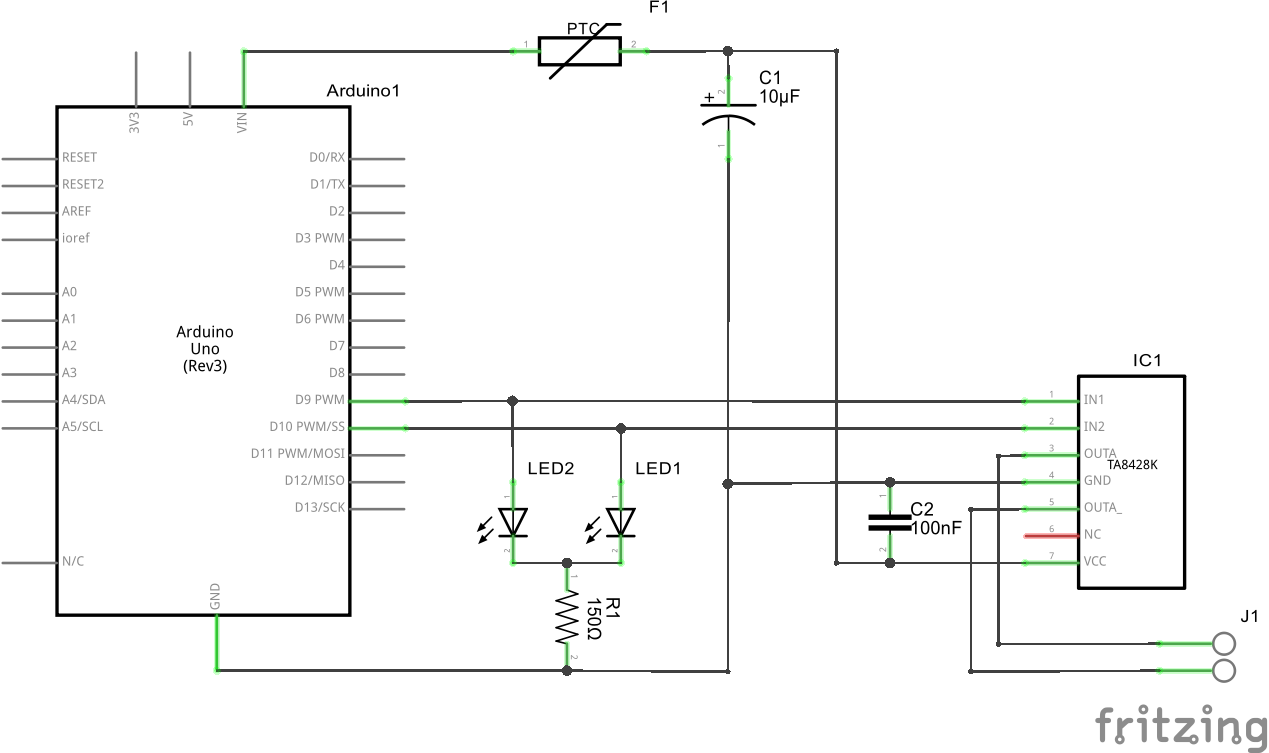 F1
PTC
1
2
C1
10µF
+
2
1
Arduino1
3V3
5V
VIN
RESET
RESET2
AREF
ioref
A0
A1
A2
A3
A4/SDA
A5/SCL
N/C
Arduino
Uno
(Rev3)
D0/RX
D1/TX
D2
D3 PWM
D4
D5 PWM
D6 PWM
D7
D8
D9 PWM
D10 PWM/SS
D11 PWM/MOSI
D12/MISO
D13/SCK
GND
LED2
1
2
LED1
1
2
R1
150Ω
1
2
C2
100nF
1
2
IC1
TA8428K
1 IN1
2 IN2
3 OUTA
4 GND
5 OUTA_
6 NC
7 VCC
J1
fritzing